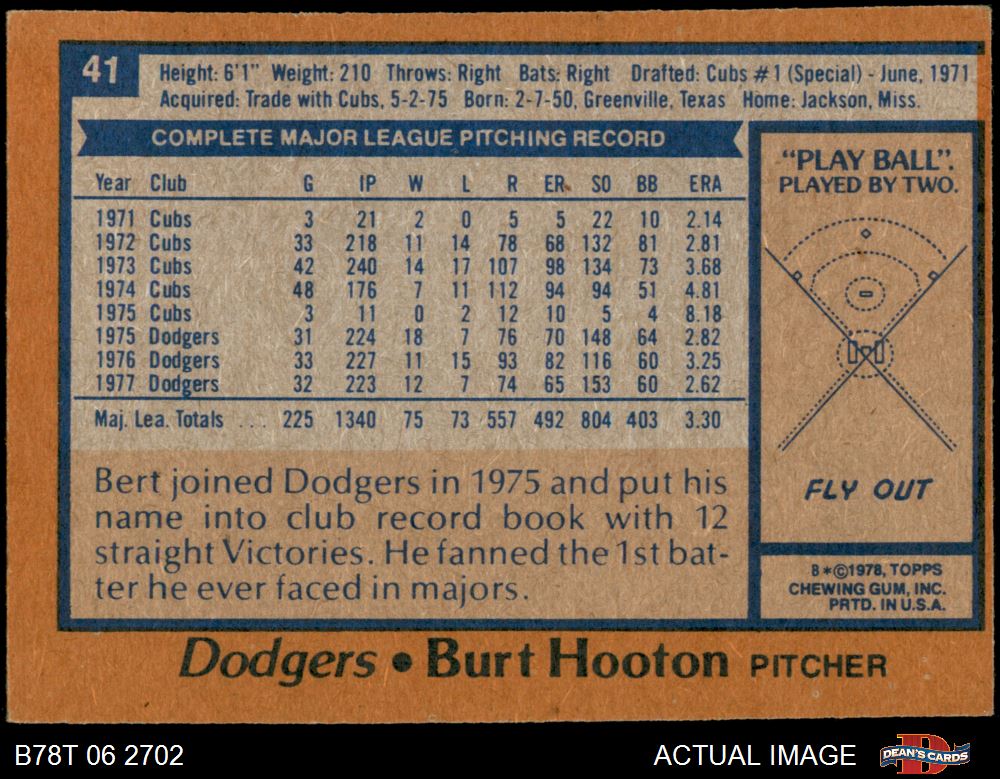 41
Height: 6'1" Weight: 210 Throws: Right Bats: Right Drafted: Cubs #1 (Special) - June, 1971
Acquired: Trade with Cubs, 5-2-75 Born: 2-7-50, Greenville, Texas Home: Jackson, Miss.
COMPLETE MAJOR LEAGUE PITCHING RECORD
Year Club G IP W L R ER SO BB ERA
1971 Cubs 3 21 2 0 5 5 22 10 2.14
1972 Cubs 33 218 11 14 78 68 132 81 2.81
1973 Cubs 42 240 14 17 107 98 134 73 3.68
1974 Cubs 48 176 7 11 112 94 94 51 4.81
1975 Cubs 3 11 0 2 12 10 5 4 8.18
1975 Dodgers 31 224 18 7 76 70 148 64 2.82
1976 Dodgers 33 227 11 15 93 82 116 60 3.25
1977 Dodgers 32 223 12 7 74 65 153 60 2.62
Maj. Lea. Totals ... 225 1340 75 73 557 492 804 403 3.30
Bert joined Dodgers in 1975 and put his
name into club record book with 12
straight Victories. He fanned the 1st bat-
ter he ever faced in majors.
"PLAY BALL".
PLAYED BY TWO.
FLY OUT
B*©1978, TOPPS
CHEWING GUM, INC.
PRTD. IN U.S.A.
Dodgers • Burt Hooton PITCHER
B78T 06 2702
ACTUAL IMAGE
DEAN'S CARDS